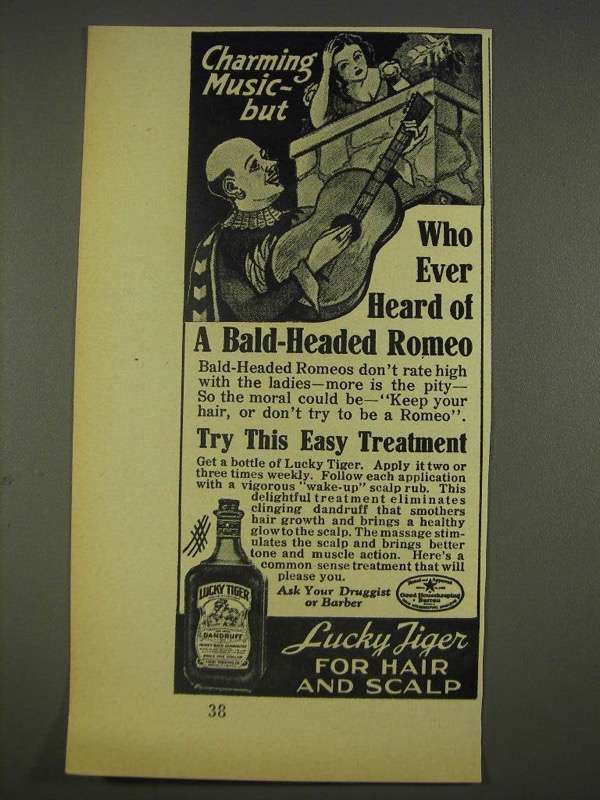 Charming
Music-
but
Who
Ever
Heard of
A Bald-Headed Romeo
Bald-Headed Romeos don't rate high
with the ladies—more is the pity—
So the moral could be—"Keep your
hair, or don't try to be a Romeo".
Try This Easy Treatment
Get a bottle of Lucky Tiger. Apply it two or
three times weekly. Follow each application
with a vigorous "wake-up" scalp rub. This
delightful treatment eliminates
clinging dandruff that smothers
hair growth and brings a healthy
glow to the scalp. The massage stim-
ulates the scalp and brings better
tone and muscle action. Here's a
common sense treatment that will
please you.
Ask Your Druggist
or Barber
Good Housekeeping
Bureau
LUCKY TIGER
DANDRUFF
Lucky Tiger
FOR HAIR
AND SCALP
38